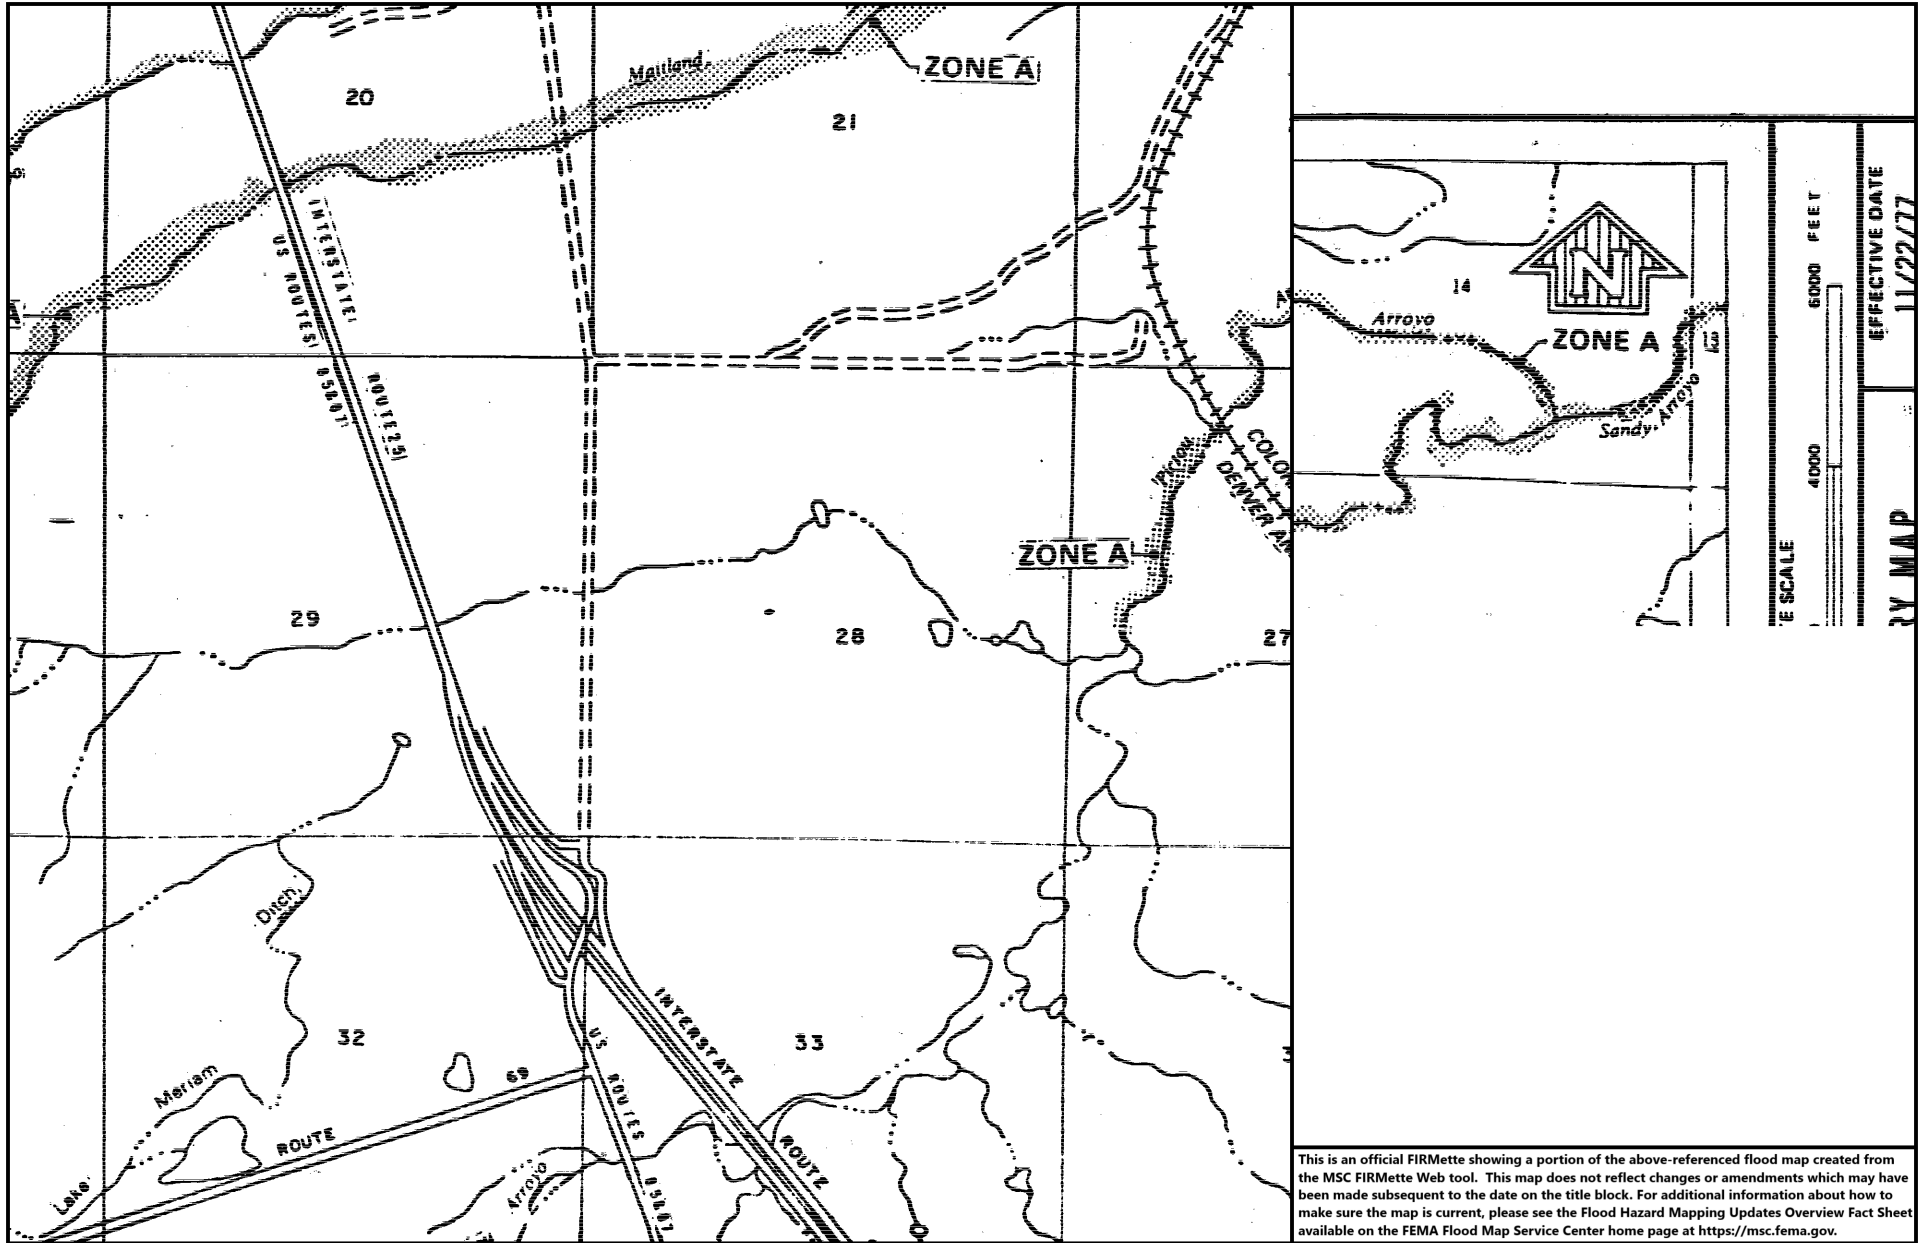 Maitland
ZONE A
20
21
INTERSTATE
US ROUTES
85&87
ROUTE 25
EFFECTIVE DATE
11/22/77
6000 FEET
14
Arroyo
ZONE A
13
Sandy Arroyo
4000
Pictou
DENVER
ZONE A
29
28
27
Ditch
32
33
INTERSTATE
US ROUTES 85&87
69
Meriam
ROUTE
ROUTE
Lake
Arroyo
SCALE
MAP
This is an official FIRMette showing a portion of the above-referenced flood map created from
the MSC FIRMette Web tool. This map does not reflect changes or amendments which may have
been made subsequent to the date on the title block. For additional information about how to
make sure the map is current, please see the Flood Hazard Mapping Updates Overview Fact Sheet
available on the FEMA Flood Map Service Center home page at https://msc.fema.gov.